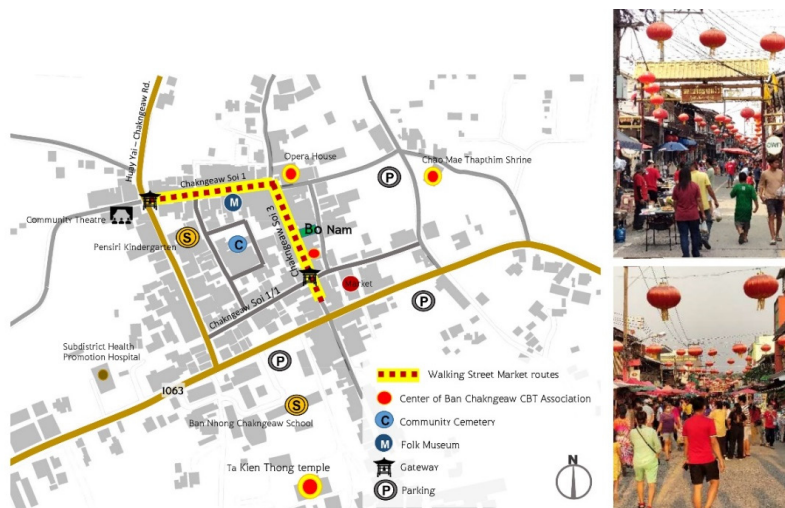 Huay Yai – Chakngeaw Rd.
Opera House
Chao Mae Thapthim Shrine
Chakngeaw Soi 1
P
M
Community Theatre
Bo Nam
Chakngeaw Soi 3
S
Pensiri Kindergarten
C
Market
Chakngeaw Soi 1/1
P
Subdistrict Health
Promotion Hospital
P
1063
S
Ban Nhong Chakngeaw School
Ta Kien Thong temple
Walking Street Market routes
Center of Ban Chakngeaw CBT Association
C Community Cemetery
M Folk Museum
Gateway
P Parking
N